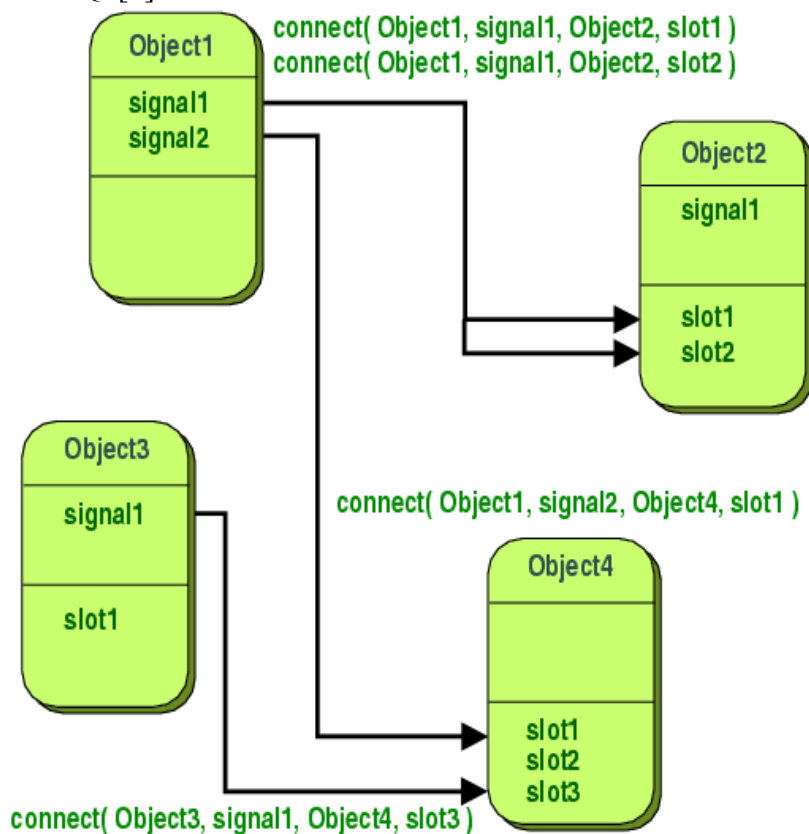 Object1
signal1
signal2
connect( Object1, signal1, Object2, slot1 )
connect( Object1, signal1, Object2, slot2 )
Object2
signal1
slot1
slot2
Object3
signal1
slot1
connect( Object1, signal2, Object4, slot1 )
Object4
slot1
slot2
slot3
connect( Object3, signal1, Object4, slot3 )